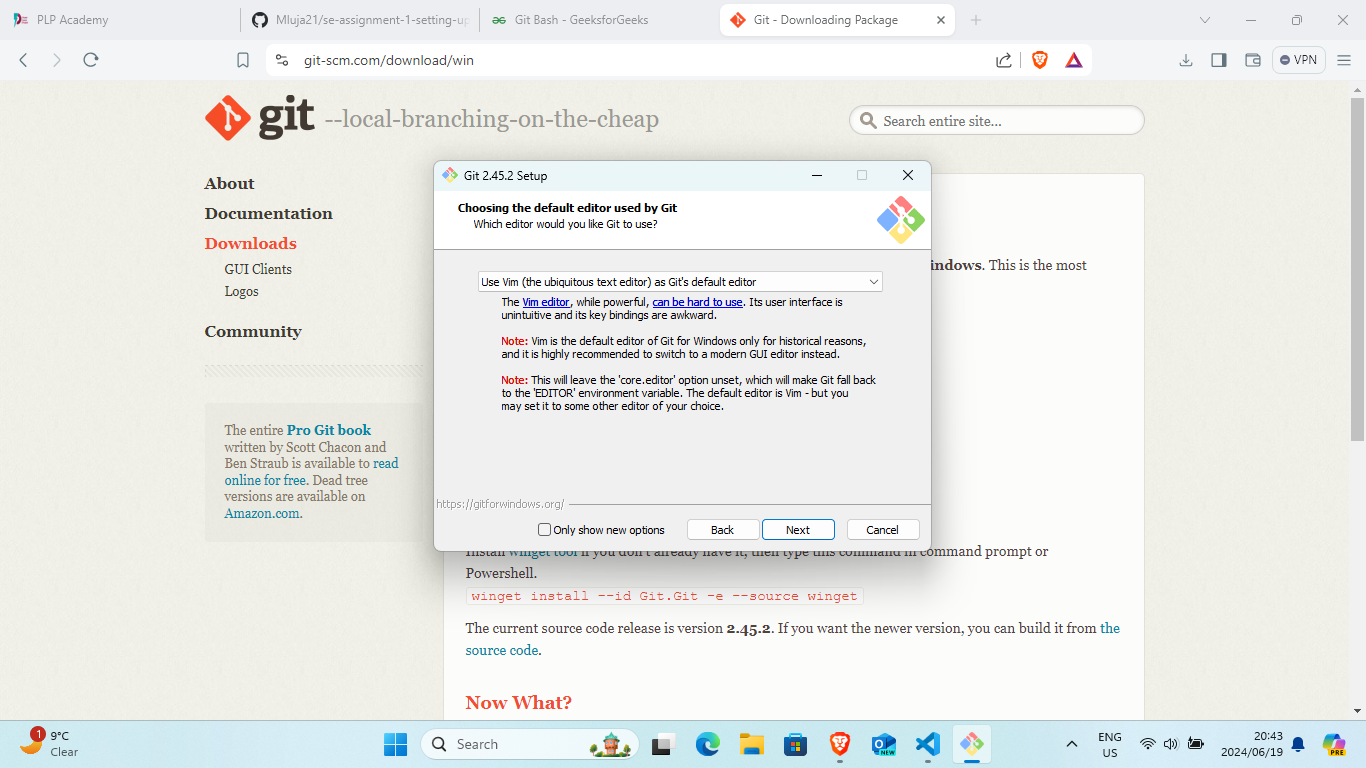 PLP Academy
Mluja21/se-assignment-1-setting-up
Git Bash - GeeksforGeeks
Git - Downloading Package
git-scm.com/download/win
VPN
git --local-branching-on-the-cheap
Search entire site...
About
Documentation
Downloads
GUI Clients
Logos
Community
The entire Pro Git book
written by Scott Chacon and
Ben Straub is available to read
online for free. Dead tree
versions are available on
Amazon.com.
Git 2.45.2 Setup
Choosing the default editor used by Git
Which editor would you like Git to use?
Use Vim (the ubiquitous text editor) as Git's default editor
The Vim editor, while powerful, can be hard to use. Its user interface is
unintuitive and its key bindings are awkward.
Note: Vim is the default editor of Git for Windows only for historical reasons,
and it is highly recommended to switch to a modern GUI editor instead.
Note: This will leave the 'core.editor' option unset, which will make Git fall back
to the 'EDITOR' environment variable. The default editor is Vim - but you
may set it to some other editor of your choice.
https://gitforwindows.org/
Only show new options
Back
Next
Cancel
indows. This is the most
Install winget tool if you don't already have it, then type this command in command prompt or
Powershell.
winget install --id Git.Git -e --source winget
The current source code release is version 2.45.2. If you want the newer version, you can build it from the
source code.
Now What?
1
9°C
Clear
Search
NEW
ENG
US
20:43
2024/06/19
PRE